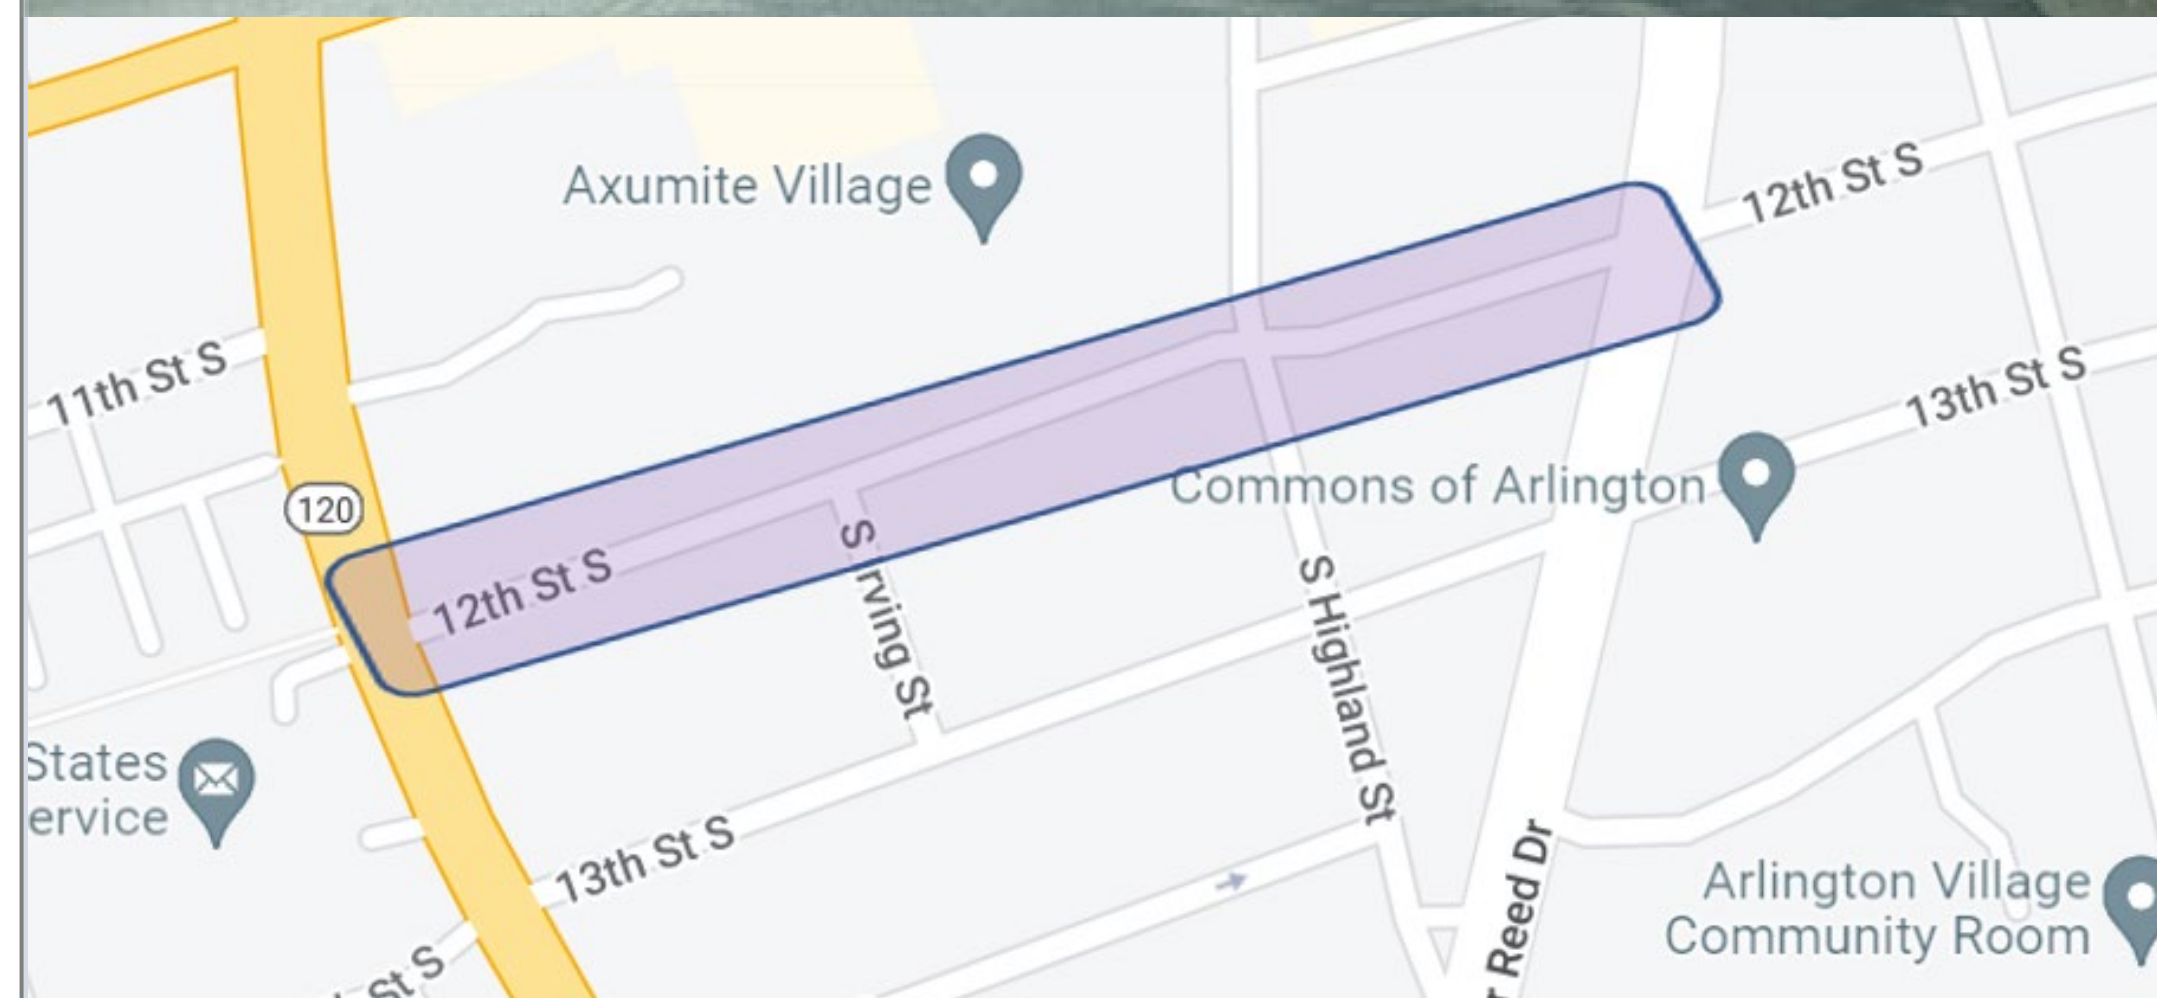 Axumite Village
12th St S
11th St S
13th St S
120
Commons of Arlington
12th St S
S rving St
S Highland St
States
ervice
13th St S
St S
Reed Dr
Arlington Village
Community Room